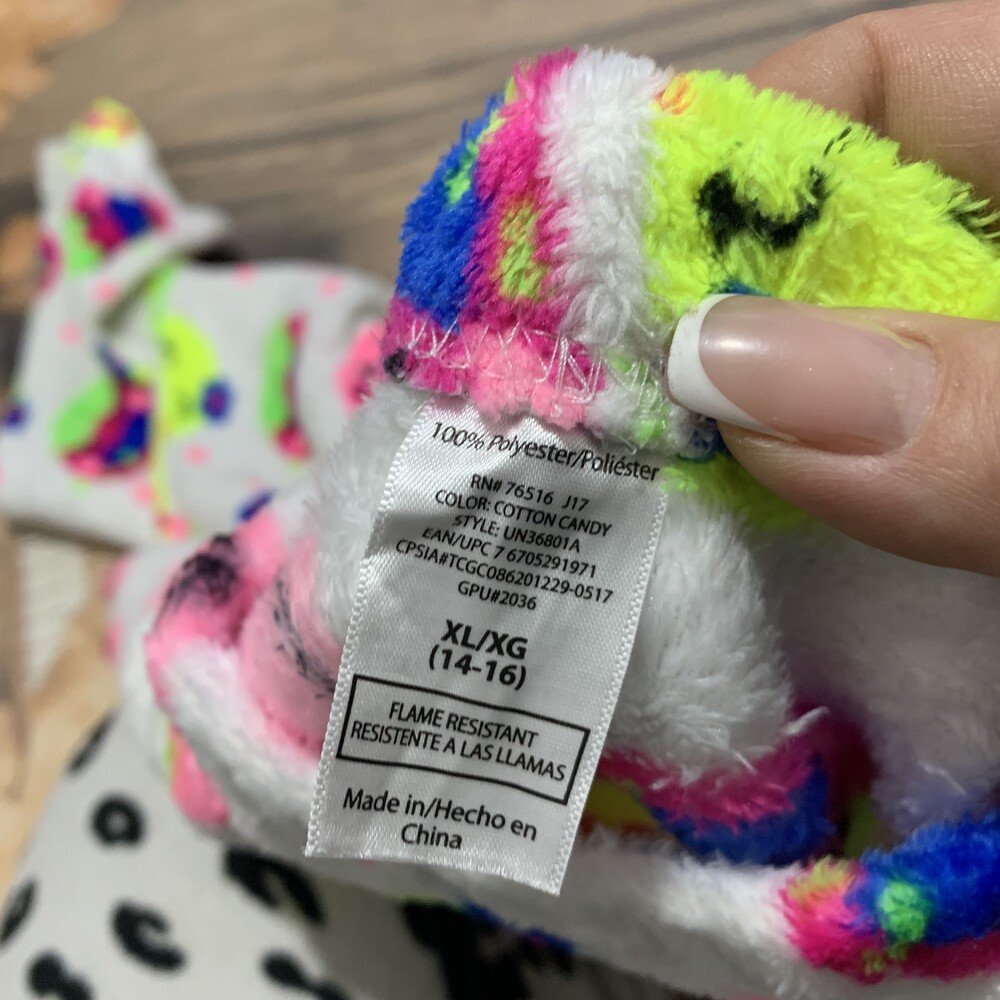 100% Polyester/Poliéster
RN# 76516 J17
COLOR: COTTON CANDY
STYLE: UN36801A
EAN/UPC 7 6705291971
CPSIA#TCGC086201229-0517
GPU#2036
XL/XG
(14-16)
FLAME RESISTANT
RESISTENTE A LAS LLAMAS
Made in/Hecho en
China